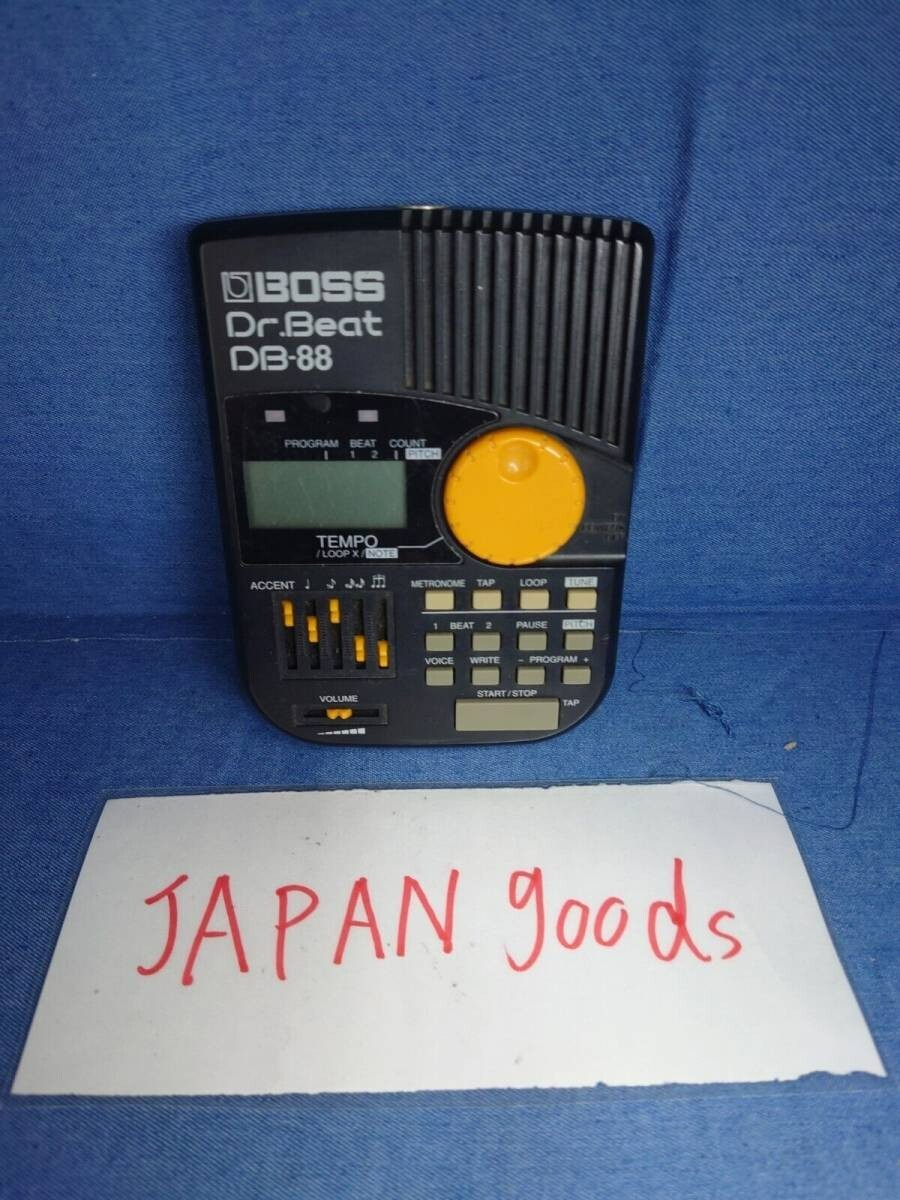 BOSS
Dr.Beat
DB-88
PROGRAM BEAT COUNT
1 2 PITCH
TEMPO
/ LOOP X / NOTE
ACCENT
METRONOME TAP LOOP TUNE
1 BEAT 2 PAUSE PITCH
VOICE WRITE − PROGRAM +
VOLUME
START/STOP
TAP
JAPAN goods